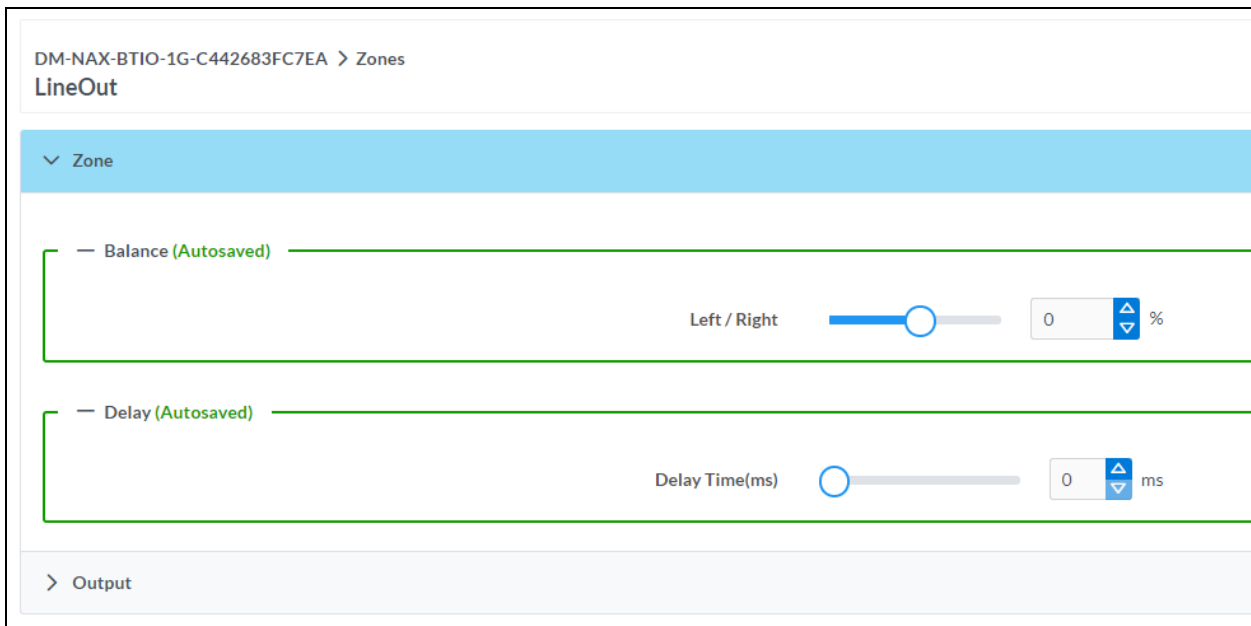 DM-NAX-BTIO-1G-C442683FC7EA > Zones
LineOut
Zone
Balance (Autosaved)
Left / Right 0 %
Delay (Autosaved)
Delay Time(ms) 0 ms
Output